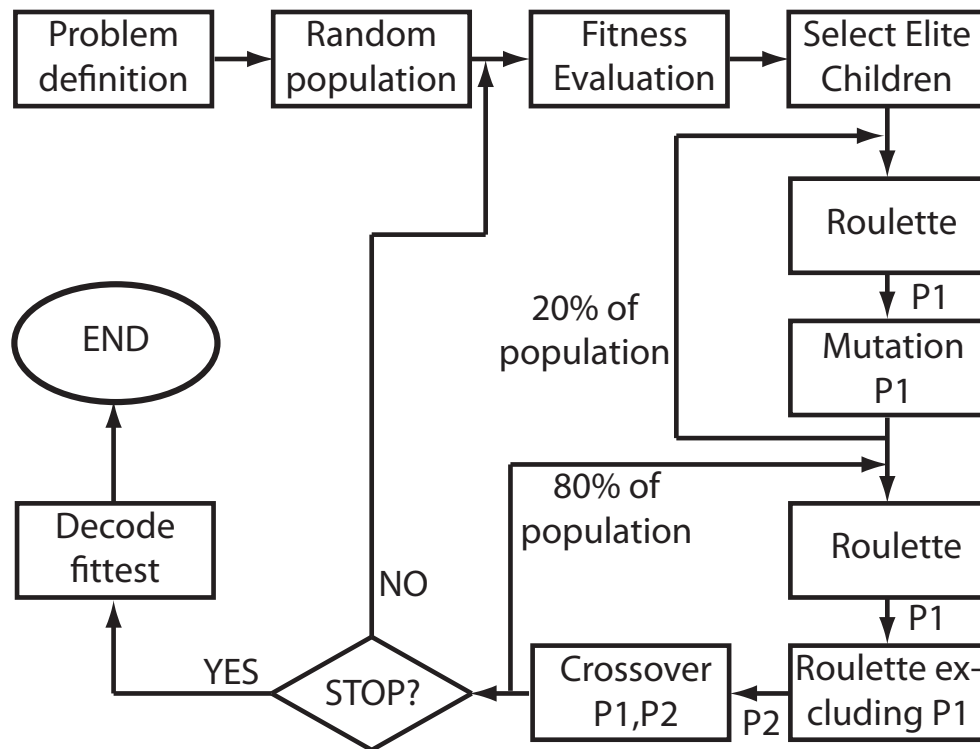 Problem
definition
Random
population
Fitness
Evaluation
Select Elite
Children
Roulette
P1
20% of
population
Mutation
P1
END
80% of
population
Roulette
P1
Decode
fittest
NO
YES
STOP?
Crossover
P1,P2
P2
Roulette ex-
cluding P1